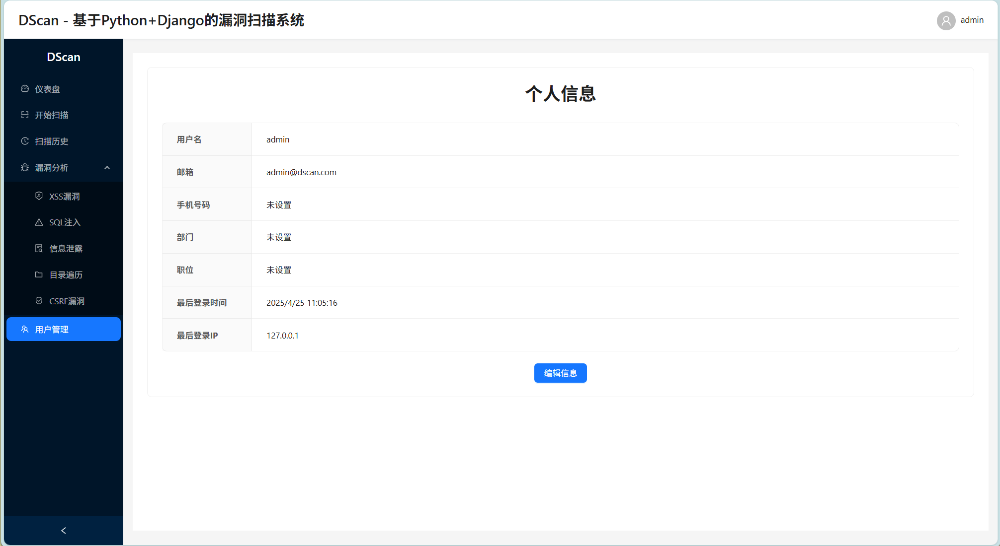 DScan - 基于Python+Django的漏洞扫描系统
admin
DScan
仪表盘
开始扫描
扫描历史
漏洞分析
XSS漏洞
SQL注入
信息泄露
目录遍历
CSRF漏洞
用户管理
个人信息
用户名 admin
邮箱 admin@dscan.com
手机号码 未设置
部门 未设置
职位 未设置
最后登录时间 2025/4/25 11:05:16
最后登录IP 127.0.0.1
编辑信息